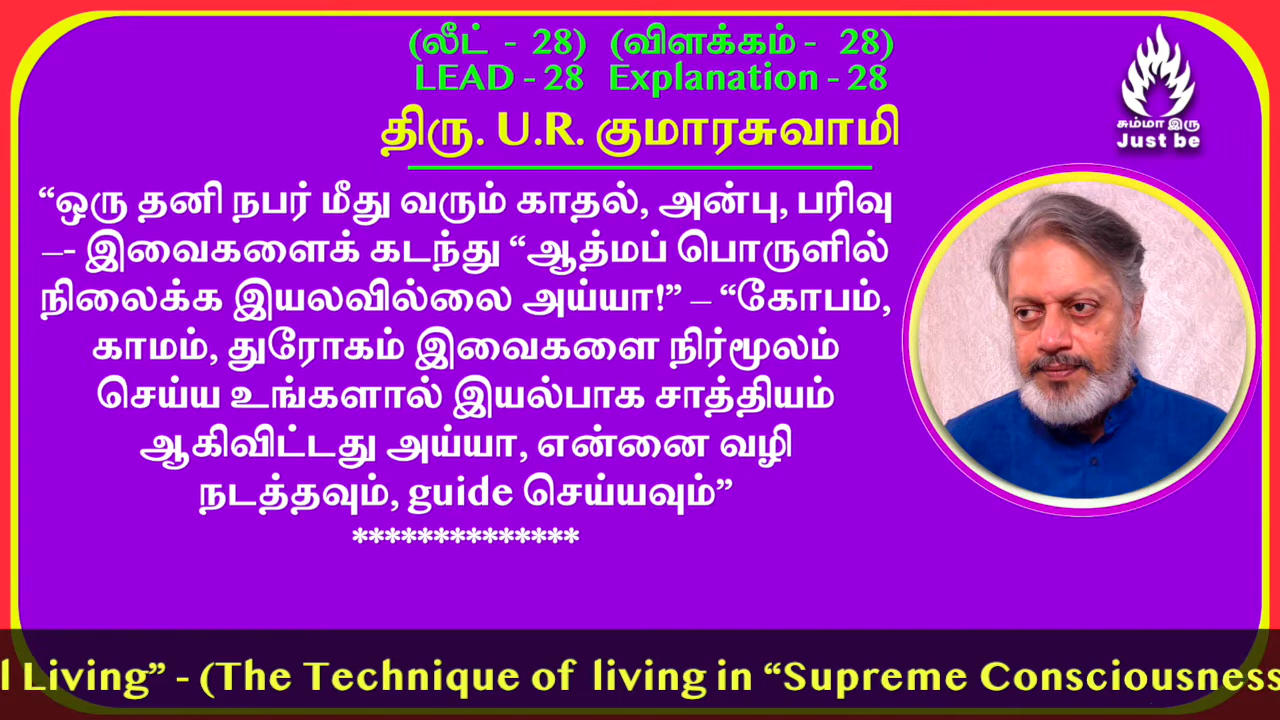 (லீட் - 28) (விளக்கம் - 28)
LEAD - 28 Explanation - 28
திரு. U.R. குமாரசுவாமி
சும்மா இரு
Just be
“ஒரு தனி நபர் மீது வரும் காதல், அன்பு, பரிவு
–- இவைகளைக் கடந்து “ஆத்மப் பொருளில்
நிலைக்க இயலவில்லை அய்யா!” – “கோபம்,
காமம், துரோகம் இவைகளை நிர்மூலம்
செய்ய உங்களால் இயல்பாக சாத்தியம்
ஆகிவிட்டது அய்யா, என்னை வழி
நடத்தவும், guide செய்யவும்”
**************
l Living” - (The Technique of living in “Supreme Consciousness